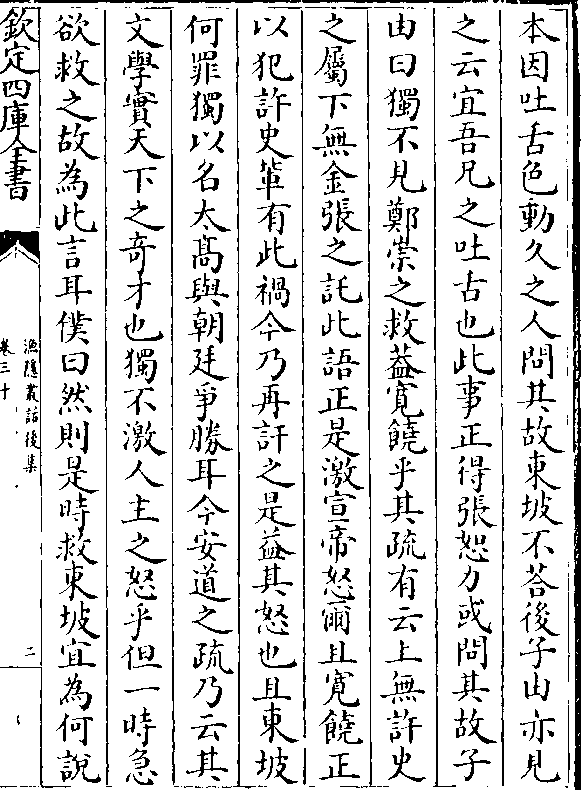 本因吐舌色動久之人問其故東坡不荅後子由亦見
之云宜吾兄之吐古也此事正得張恕力或問其故子
由曰獨不見鄭崇之救葢寛饒乎其疏有云上無許史
之屬下無金張之託此語正是激宣帝怒爾且寛饒正
以犯許史軰有此禍今乃再訐之是益其怒也且東坡
何罪獨以名太髙與朝廷爭勝耳今安道之疏乃云其
文學實天下之竒才也獨不激人主之怒乎但一時急
欲救之故為此言耳僕曰然則是時救東坡宜為何說
欽定四庫全書
漁隱叢話後集
卷三十
二